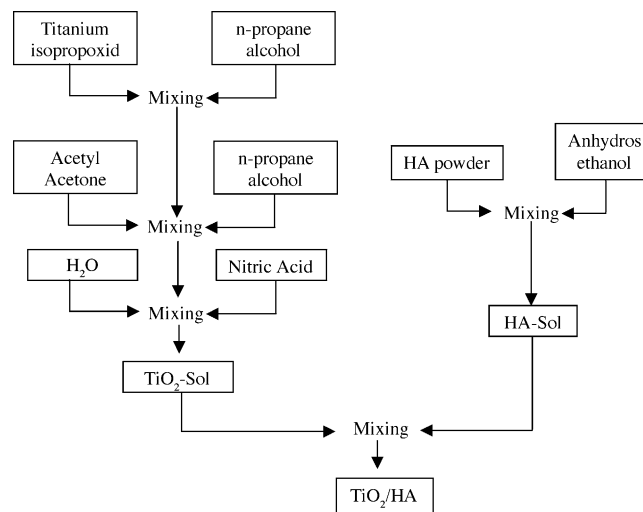 Titanium
isopropoxid
n-propane
alcohol
Mixing
Acetyl
Acetone
n-propane
alcohol
Mixing
H₂O
Nitric Acid
Mixing
TiO₂-Sol
HA powder
Anhydros
ethanol
Mixing
HA-Sol
Mixing
TiO₂/HA